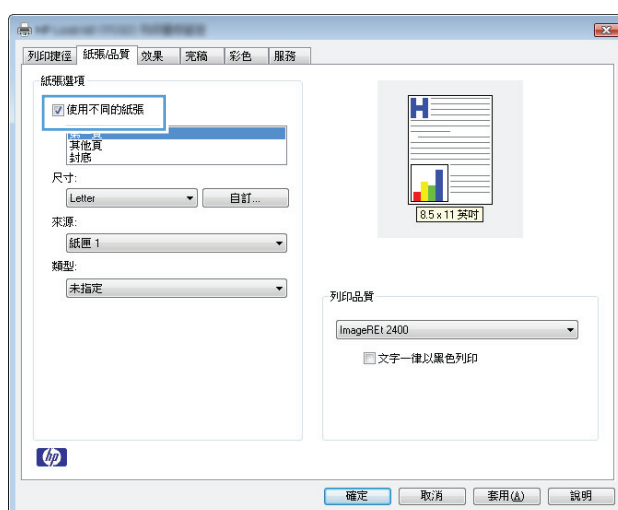 列印捷徑 紙張/品質 效果 完稿 彩色 服務
紙張選項
使用不同的紙張
其他頁
封底
尺寸:
Letter 自訂...
8.5 x 11 英吋
來源:
紙匣 1
類型:
未指定
列印品質
ImageREt 2400
文字一律以黑色列印
hp
確定 取消 套用(A) 說明